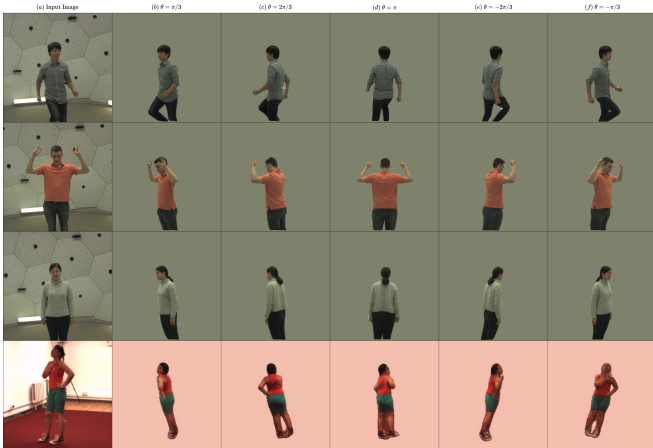 (a) Input Image (b) θ = π/3 (c) θ = 2π/3 (d) θ = π (e) θ = −2π/3 (f) θ = −π/3